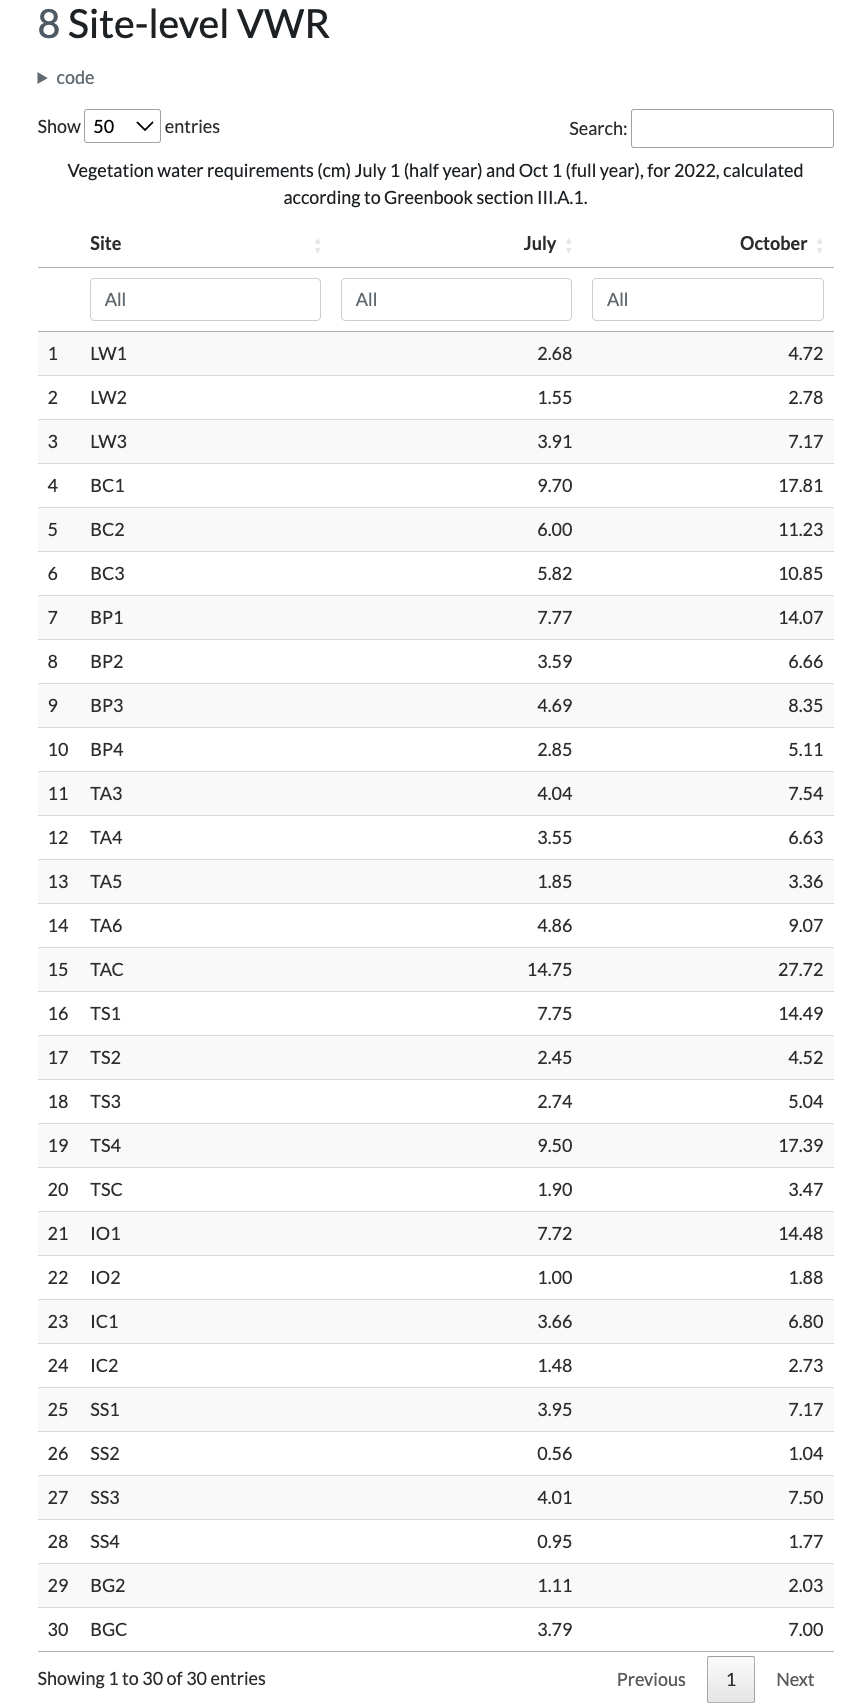 8 Site-level VWR
code
Show 50 entries Search:
Vegetation water requirements (cm) July 1 (half year) and Oct 1 (full year), for 2022, calculated
according to Greenbook section III.A.1.
Site July October
All All All
1 LW1 2.68 4.72
2 LW2 1.55 2.78
3 LW3 3.91 7.17
4 BC1 9.70 17.81
5 BC2 6.00 11.23
6 BC3 5.82 10.85
7 BP1 7.77 14.07
8 BP2 3.59 6.66
9 BP3 4.69 8.35
10 BP4 2.85 5.11
11 TA3 4.04 7.54
12 TA4 3.55 6.63
13 TA5 1.85 3.36
14 TA6 4.86 9.07
15 TAC 14.75 27.72
16 TS1 7.75 14.49
17 TS2 2.45 4.52
18 TS3 2.74 5.04
19 TS4 9.50 17.39
20 TSC 1.90 3.47
21 IO1 7.72 14.48
22 IO2 1.00 1.88
23 IC1 3.66 6.80
24 IC2 1.48 2.73
25 SS1 3.95 7.17
26 SS2 0.56 1.04
27 SS3 4.01 7.50
28 SS4 0.95 1.77
29 BG2 1.11 2.03
30 BGC 3.79 7.00
Showing 1 to 30 of 30 entries Previous 1 Next